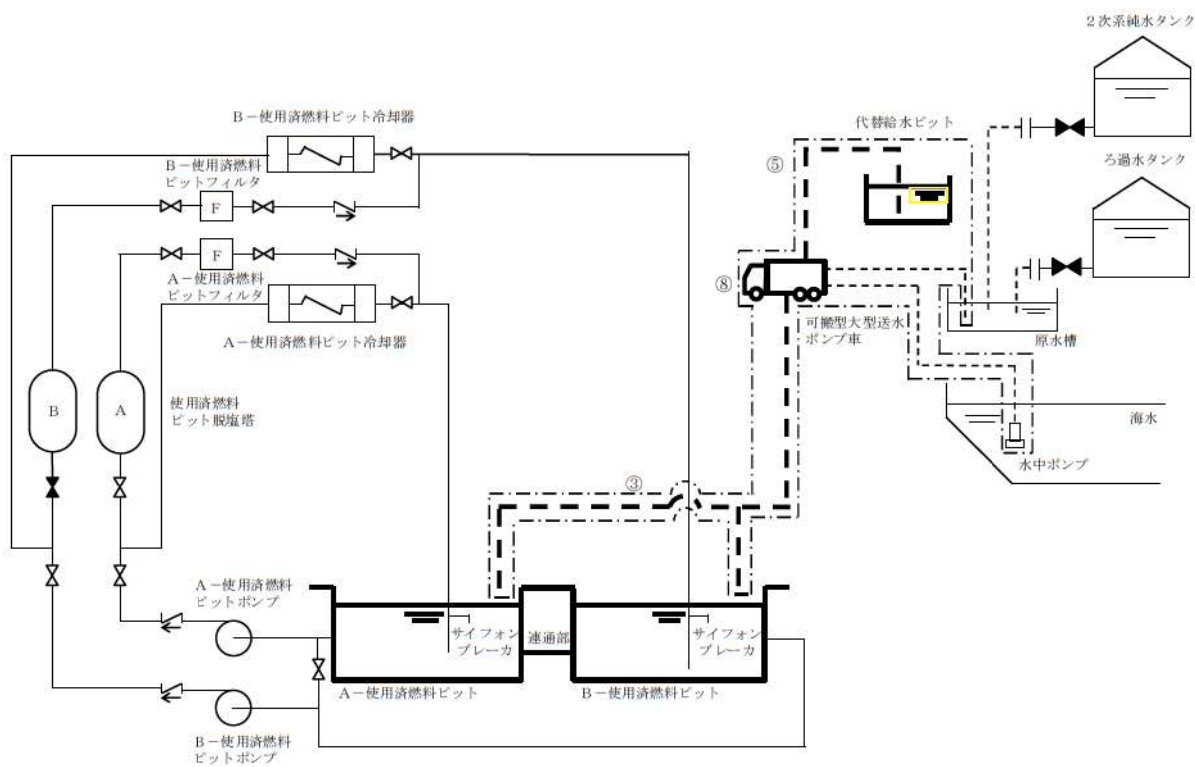 2次系純水タンク
B－使用済燃料ピット冷却器
代替給水ピット
B－使用済燃料
ピットフィルタ
⑤
F
ろ過水タンク
F
A－使用済燃料
ピットフィルタ
⑧
可搬型大型送水
ポンプ車
原水槽
A－使用済燃料ピット冷却器
B
A
使用済燃料
ピット脱塩塔
海水
水中ポンプ
③
A－使用済燃料
ピットポンプ
サイフォン
ブレーカ
連通部
サイフォン
ブレーカ
A－使用済燃料ピット
B－使用済燃料ピット
B－使用済燃料
ピットポンプ